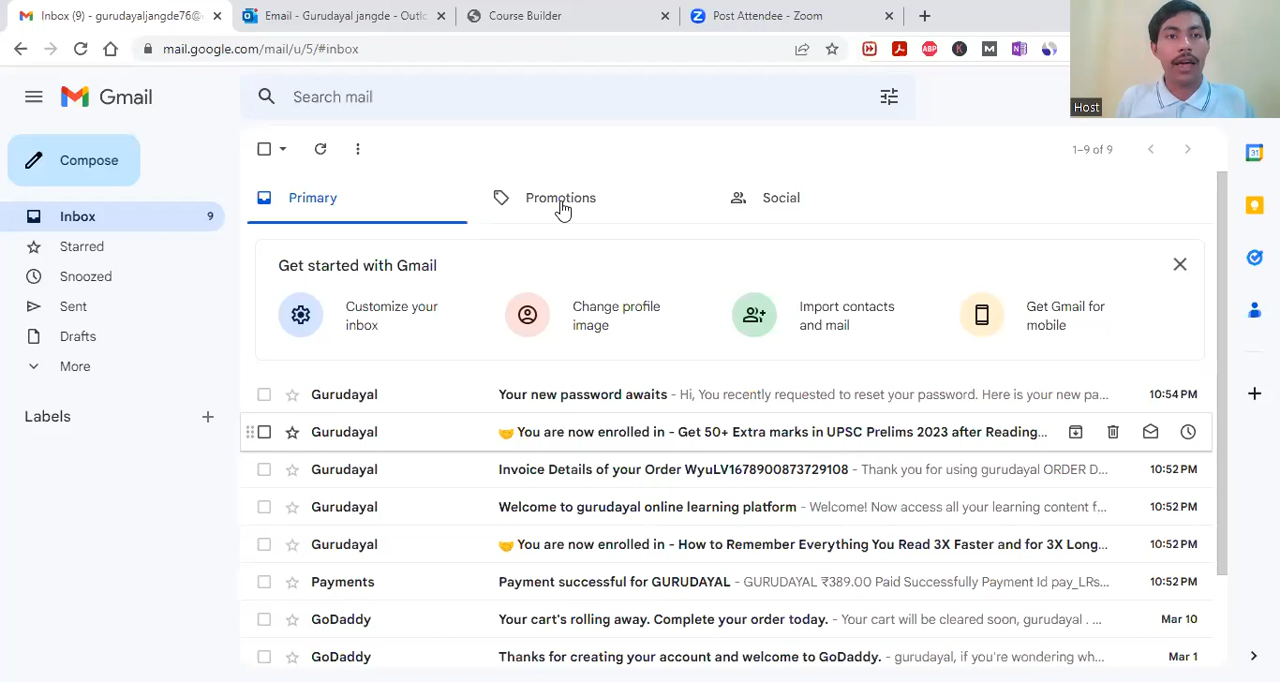 Inbox (9) - gurudayaljangde76@
Email - Gurudayal jangde - Outlo
Course Builder
Post Attendee - Zoom
mail.google.com/mail/u/5/#inbox
ABP
K
M
N
Host
Gmail
Search mail
Compose
1–9 of 9
31
Primary
Promotions
Social
Inbox 9
Starred
Snoozed
Sent
Drafts
More
Labels
Get started with Gmail
Customize your inbox
Change profile image
Import contacts and mail
Get Gmail for mobile
Gurudayal Your new password awaits - Hi, You recently requested to reset your password. Here is your new pa... 10:54 PM
Gurudayal 🤝 You are now enrolled in - Get 50+ Extra marks in UPSC Prelims 2023 after Reading...
Gurudayal Invoice Details of your Order WyuLV1678900873729108 - Thank you for using gurudayal ORDER D... 10:52 PM
Gurudayal Welcome to gurudayal online learning platform - Welcome! Now access all your learning content f... 10:52 PM
Gurudayal 🤝 You are now enrolled in - How to Remember Everything You Read 3X Faster and for 3X Long... 10:52 PM
Payments Payment successful for GURUDAYAL - GURUDAYAL ₹389.00 Paid Successfully Payment Id pay_LRs... 10:52 PM
GoDaddy Your cart's rolling away. Complete your order today. - Your cart will be cleared soon, gurudayal . ... Mar 10
GoDaddy Thanks for creating your account and welcome to GoDaddy. - gurudayal, if you're wondering wh... Mar 1